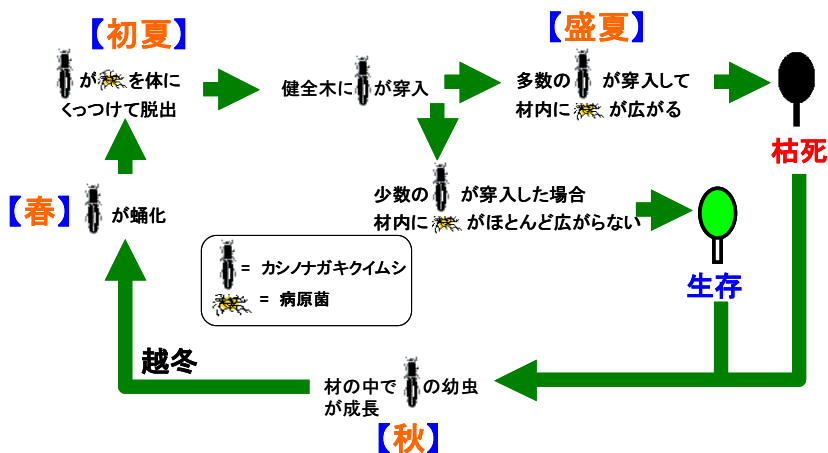 【初夏】
が を体に
くっつけて脱出
健全木に が穿入
【盛夏】
多数の が穿入して
材内に が広がる
枯死
少数の が穿入した場合
材内に がほとんど広がらない
生存
【春】 が蛹化
= カシノナガキクイムシ
= 病原菌
越冬
材の中で の幼虫
が成長
【秋】